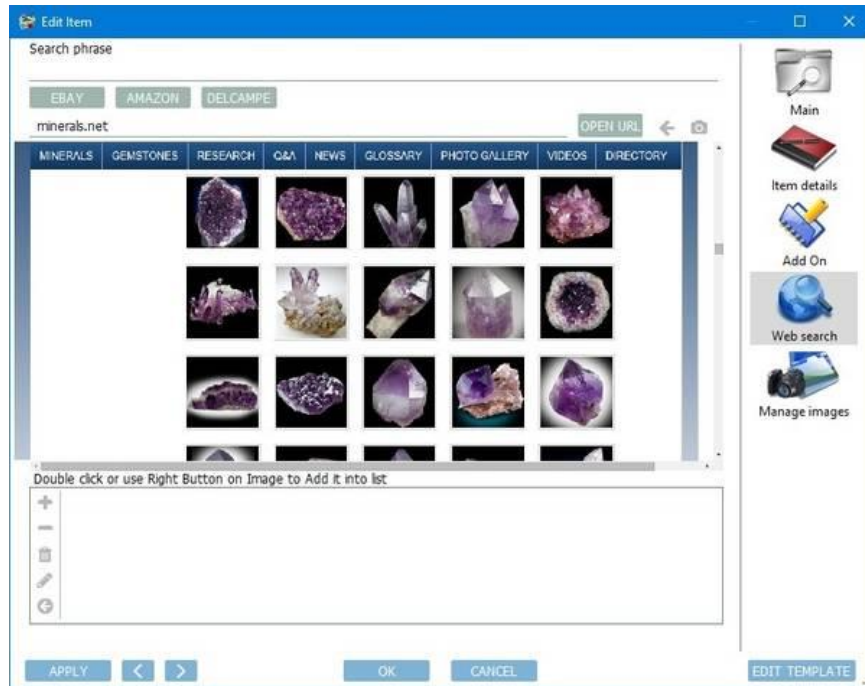 Edit Item
Search phrase
EBAY AMAZON DELCAMPE
minerals.net OPEN URL
MINERALS GEMSTONES RESEARCH Q&A NEWS GLOSSARY PHOTO GALLERY VIDEOS DIRECTORY
Double click or use Right Button on Image to Add it into list
APPLY < > OK CANCEL
Main
Item details
Add On
Web search
Manage images
EDIT TEMPLATE